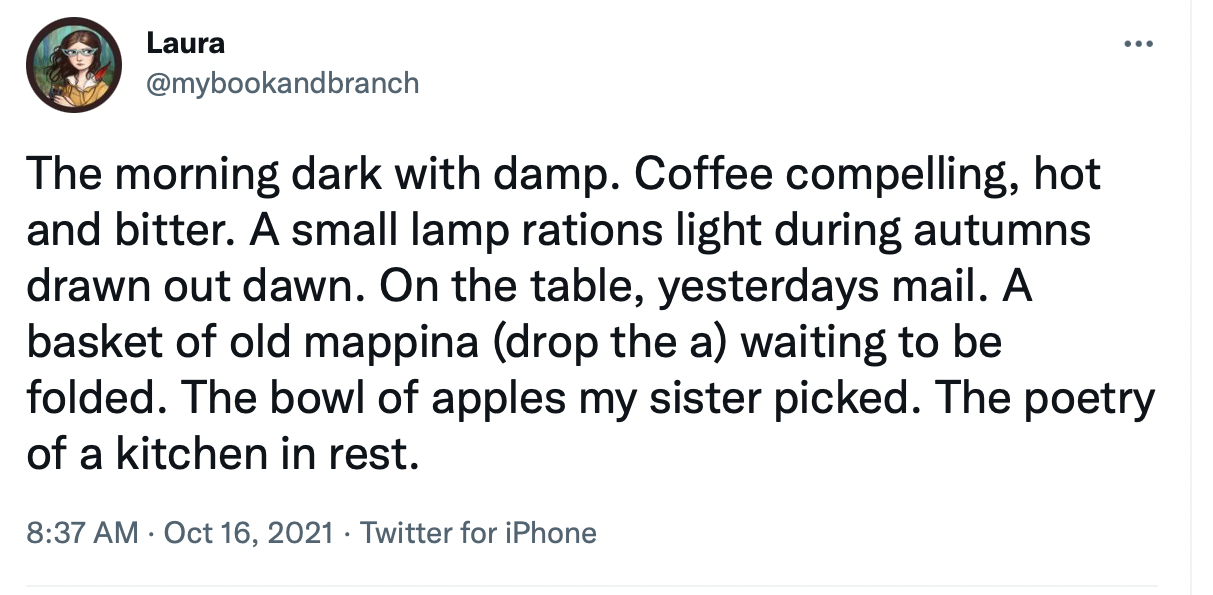 Laura
@mybookandbranch
The morning dark with damp. Coffee compelling, hot
and bitter. A small lamp rations light during autumns
drawn out dawn. On the table, yesterdays mail. A
basket of old mappina (drop the a) waiting to be
folded. The bowl of apples my sister picked. The poetry
of a kitchen in rest.
8:37 AM · Oct 16, 2021 · Twitter for iPhone